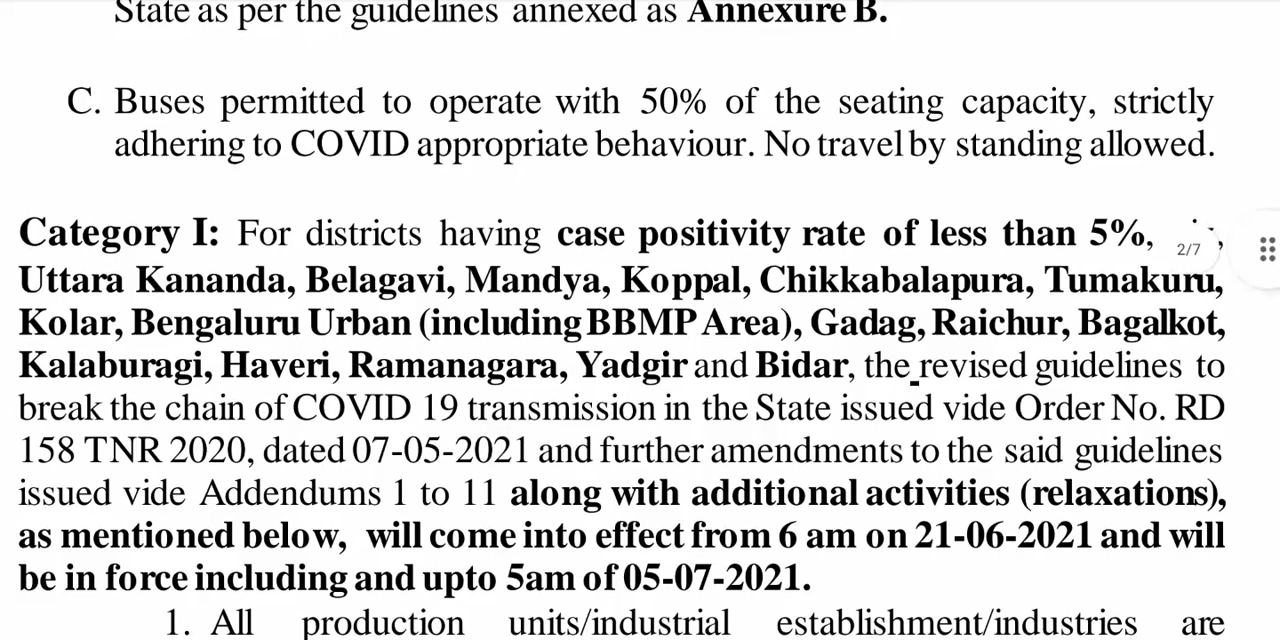 State as per the guidelines annexed as Annexure B.
C. Buses permitted to operate with 50% of the seating capacity, strictly
adhering to COVID appropriate behaviour. No travel by standing allowed.
Category I: For districts having case positivity rate of less than 5%,
2/7
Uttara Kananda, Belagavi, Mandya, Koppal, Chikkabalapura, Tumakuru,
Kolar, Bengaluru Urban (including BBMP Area), Gadag, Raichur, Bagalkot,
Kalaburagi, Haveri, Ramanagara, Yadgir and Bidar, the revised guidelines to
break the chain of COVID 19 transmission in the State issued vide Order No. RD
158 TNR 2020, dated 07-05-2021 and further amendments to the said guidelines
issued vide Addendums 1 to 11 along with additional activities (relaxations),
as mentioned below, will come into effect from 6 am on 21-06-2021 and will
be in force including and upto 5am of 05-07-2021.
1. All production units/industrial establishment/industries are